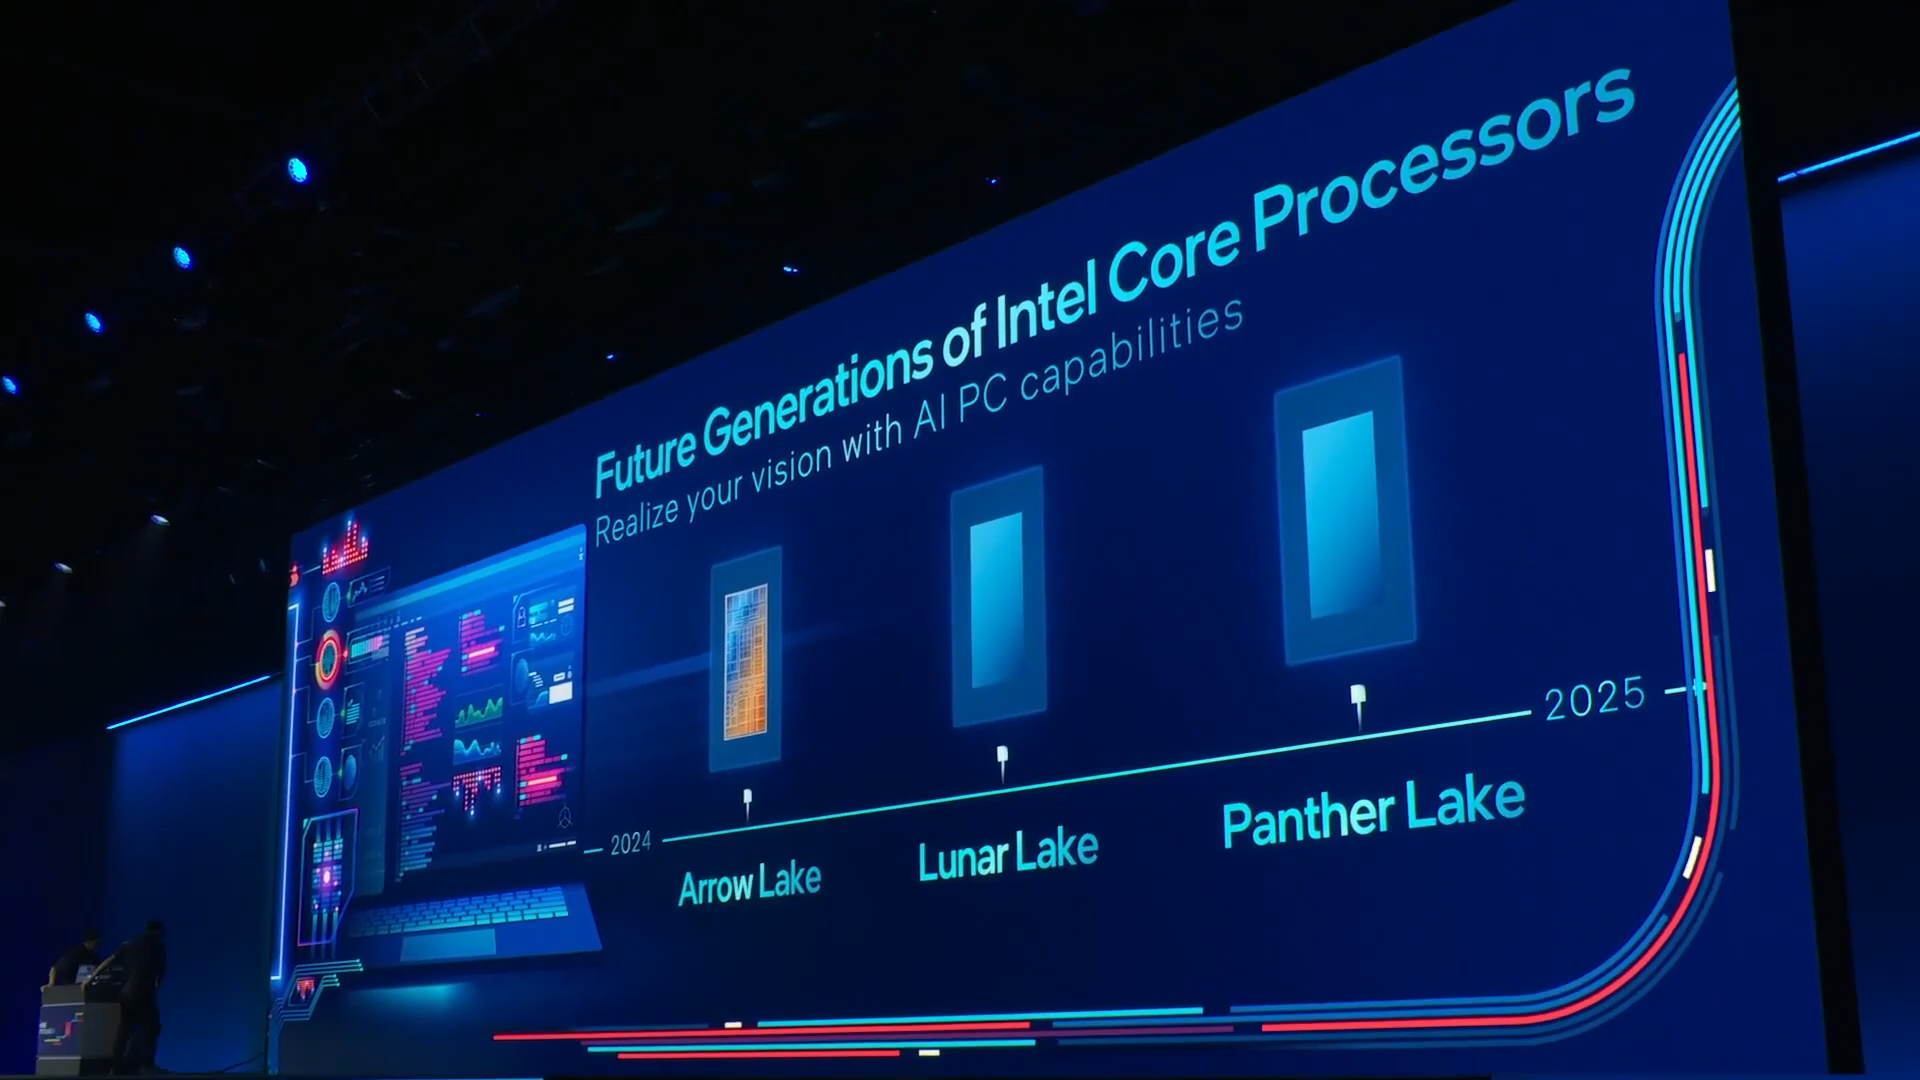 Future Generations of Intel Core Processors
Realize your vision with AI PC capabilities
2024
2025
Arrow Lake
Lunar Lake
Panther Lake